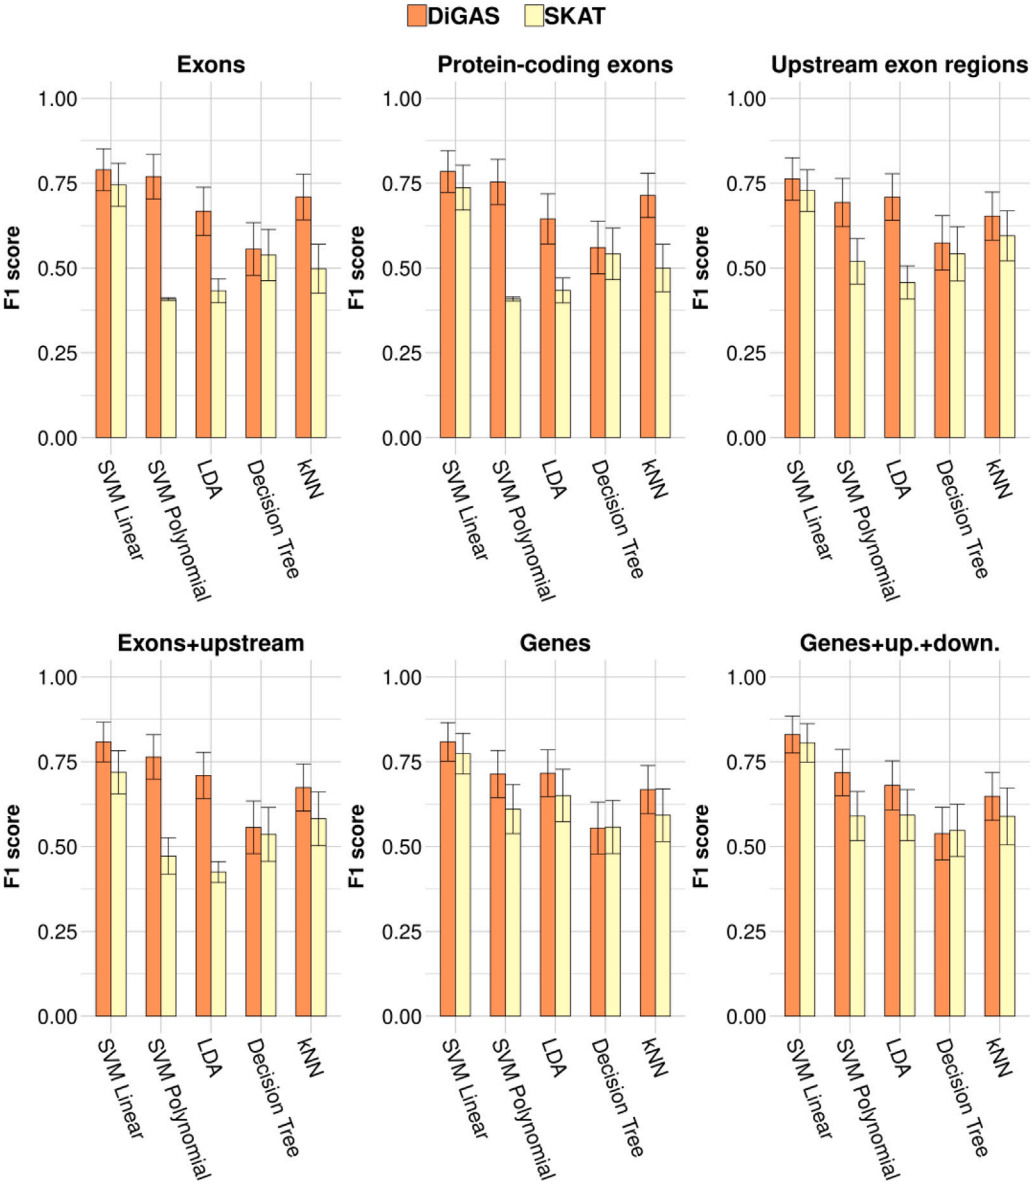 DiGAS SKAT
Exons
Protein-coding exons
Upstream exon regions
F1 score
1.00
0.75
0.50
0.25
0.00
SVM Linear
SVM Polynomial
LDA
Decision Tree
kNN
F1 score
1.00
0.75
0.50
0.25
0.00
SVM Linear
SVM Polynomial
LDA
Decision Tree
kNN
F1 score
1.00
0.75
0.50
0.25
0.00
SVM Linear
SVM Polynomial
LDA
Decision Tree
kNN
Exons+upstream
Genes
Genes+up.+down.
F1 score
1.00
0.75
0.50
0.25
0.00
SVM Linear
SVM Polynomial
LDA
Decision Tree
kNN
F1 score
1.00
0.75
0.50
0.25
0.00
SVM Linear
SVM Polynomial
LDA
Decision Tree
kNN
F1 score
1.00
0.75
0.50
0.25
0.00
SVM Linear
SVM Polynomial
LDA
Decision Tree
kNN